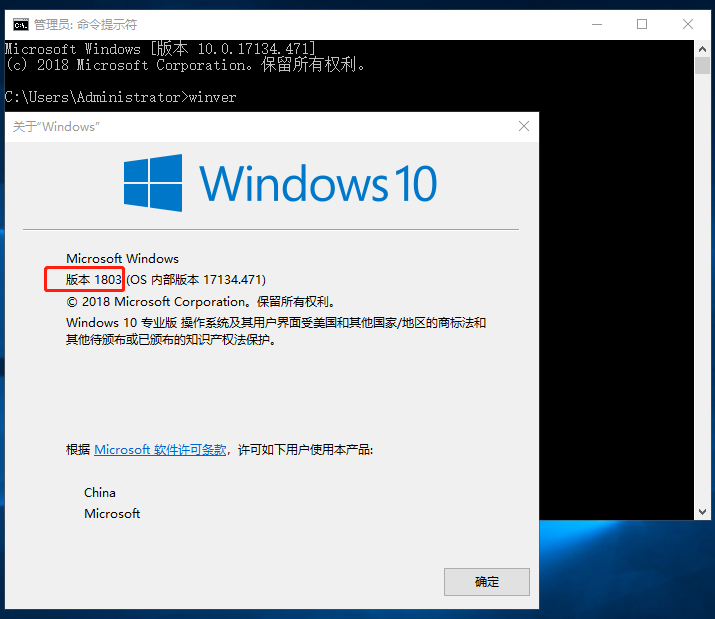 管理员: 命令提示符
Microsoft Windows [版本 10.0.17134.471]
(c) 2018 Microsoft Corporation。保留所有权利。
C:\Users\Administrator>winver
关于“Windows”
Windows 10
Microsoft Windows
版本 1803 (OS 内部版本 17134.471)
© 2018 Microsoft Corporation。保留所有权利。
Windows 10 专业版 操作系统及其用户界面受美国和其他国家/地区的商标法和
其他待颁布或已颁布的知识产权法保护。
根据 Microsoft 软件许可条款，许可如下用户使用本产品:
China
Microsoft
确定